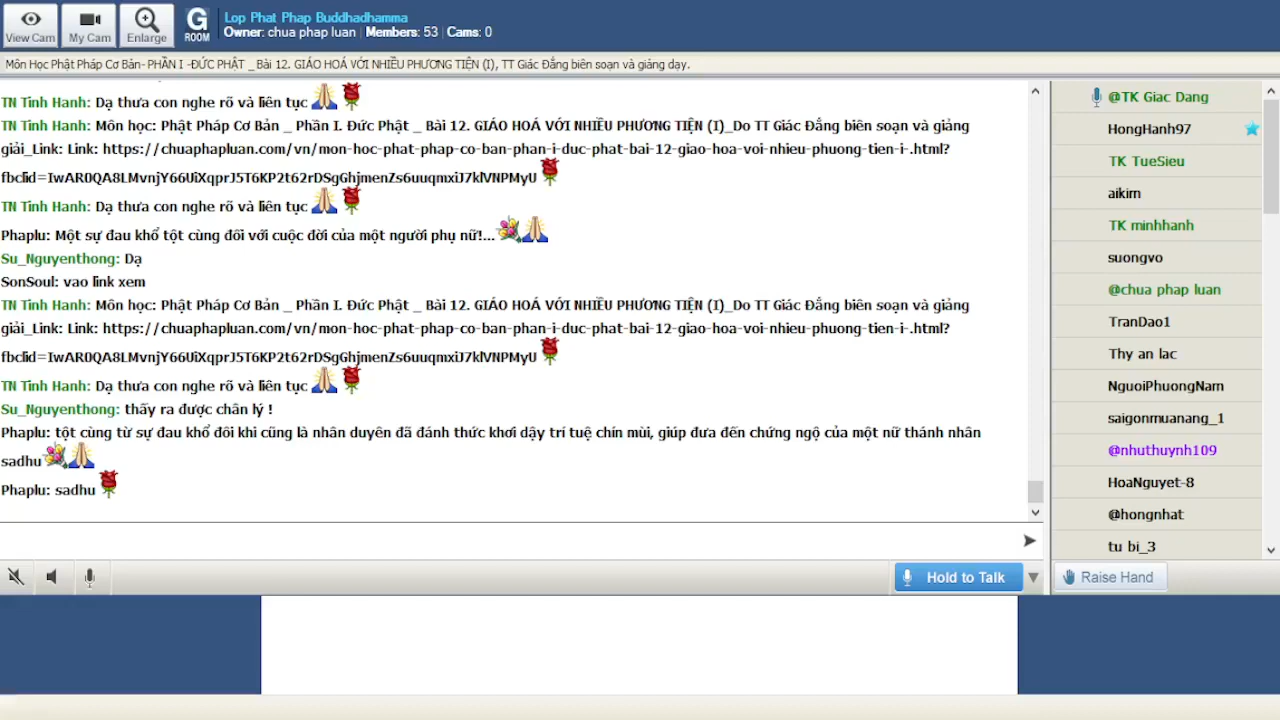 View Cam
My Cam
Enlarge
G
ROOM
Lop Phat Phap Buddhadhamma
Owner: chua phap luan | Members: 53 | Cams: 0
Môn Học Phật Pháp Cơ Bản- PHẦN I -ĐỨC PHẬT _ Bài 12. GIÁO HOÁ VỚI NHIỀU PHƯƠNG TIỆN (I), TT Giác Đẳng biên soạn và giảng dạy.
TN Tinh Hanh: Dạ thưa con nghe rõ và liên tục
TN Tinh Hanh: Môn học: Phật Pháp Cơ Bản _ Phần I. Đức Phật _ Bài 12. GIÁO HOÁ VỚI NHIỀU PHƯƠNG TIỆN (I)_Do TT Giác Đẳng biên soạn và giảng
giải_Link: Link: https://chuaphapluan.com/vn/mon-hoc-phat-phap-co-ban-phan-i-duc-phat-bai-12-giao-hoa-voi-nhieu-phuong-tien-i-.html?
fbclid=IwAR0QA8LMvnjY66UiXqprJ5T6KP2t62rDSgGhjmenZs6uuqmxiJ7klVNPMyU
TN Tinh Hanh: Dạ thưa con nghe rõ và liên tục
Phaplu: Một sự đau khổ tột cùng đối với cuộc đời của một người phụ nữ!...
Su_Nguyenthong: Dạ
SonSoul: vao link xem
TN Tinh Hanh: Môn học: Phật Pháp Cơ Bản _ Phần I. Đức Phật _ Bài 12. GIÁO HOÁ VỚI NHIỀU PHƯƠNG TIỆN (I)_Do TT Giác Đẳng biên soạn và giảng
giải_Link: Link: https://chuaphapluan.com/vn/mon-hoc-phat-phap-co-ban-phan-i-duc-phat-bai-12-giao-hoa-voi-nhieu-phuong-tien-i-.html?
fbclid=IwAR0QA8LMvnjY66UiXqprJ5T6KP2t62rDSgGhjmenZs6uuqmxiJ7klVNPMyU
TN Tinh Hanh: Dạ thưa con nghe rõ và liên tục
Su_Nguyenthong: thấy ra được chân lý !
Phaplu: tột cùng từ sự đau khổ đôi khi cũng là nhân duyên đã đánh thức khơi dậy trí tuệ chín mùi, giúp đưa đến chứng ngộ của một nữ thánh nhân
sadhu
Phaplu: sadhu
@TK Giac Dang
HongHanh97
TK TueSieu
aikim
TK minhhanh
suongvo
@chua phap luan
TranDao1
Thy an lac
NguoiPhuongNam
saigonmuanang_1
@nhuthuynh109
HoaNguyet-8
@hongnhat
tu bi_3
Hold to Talk
Raise Hand